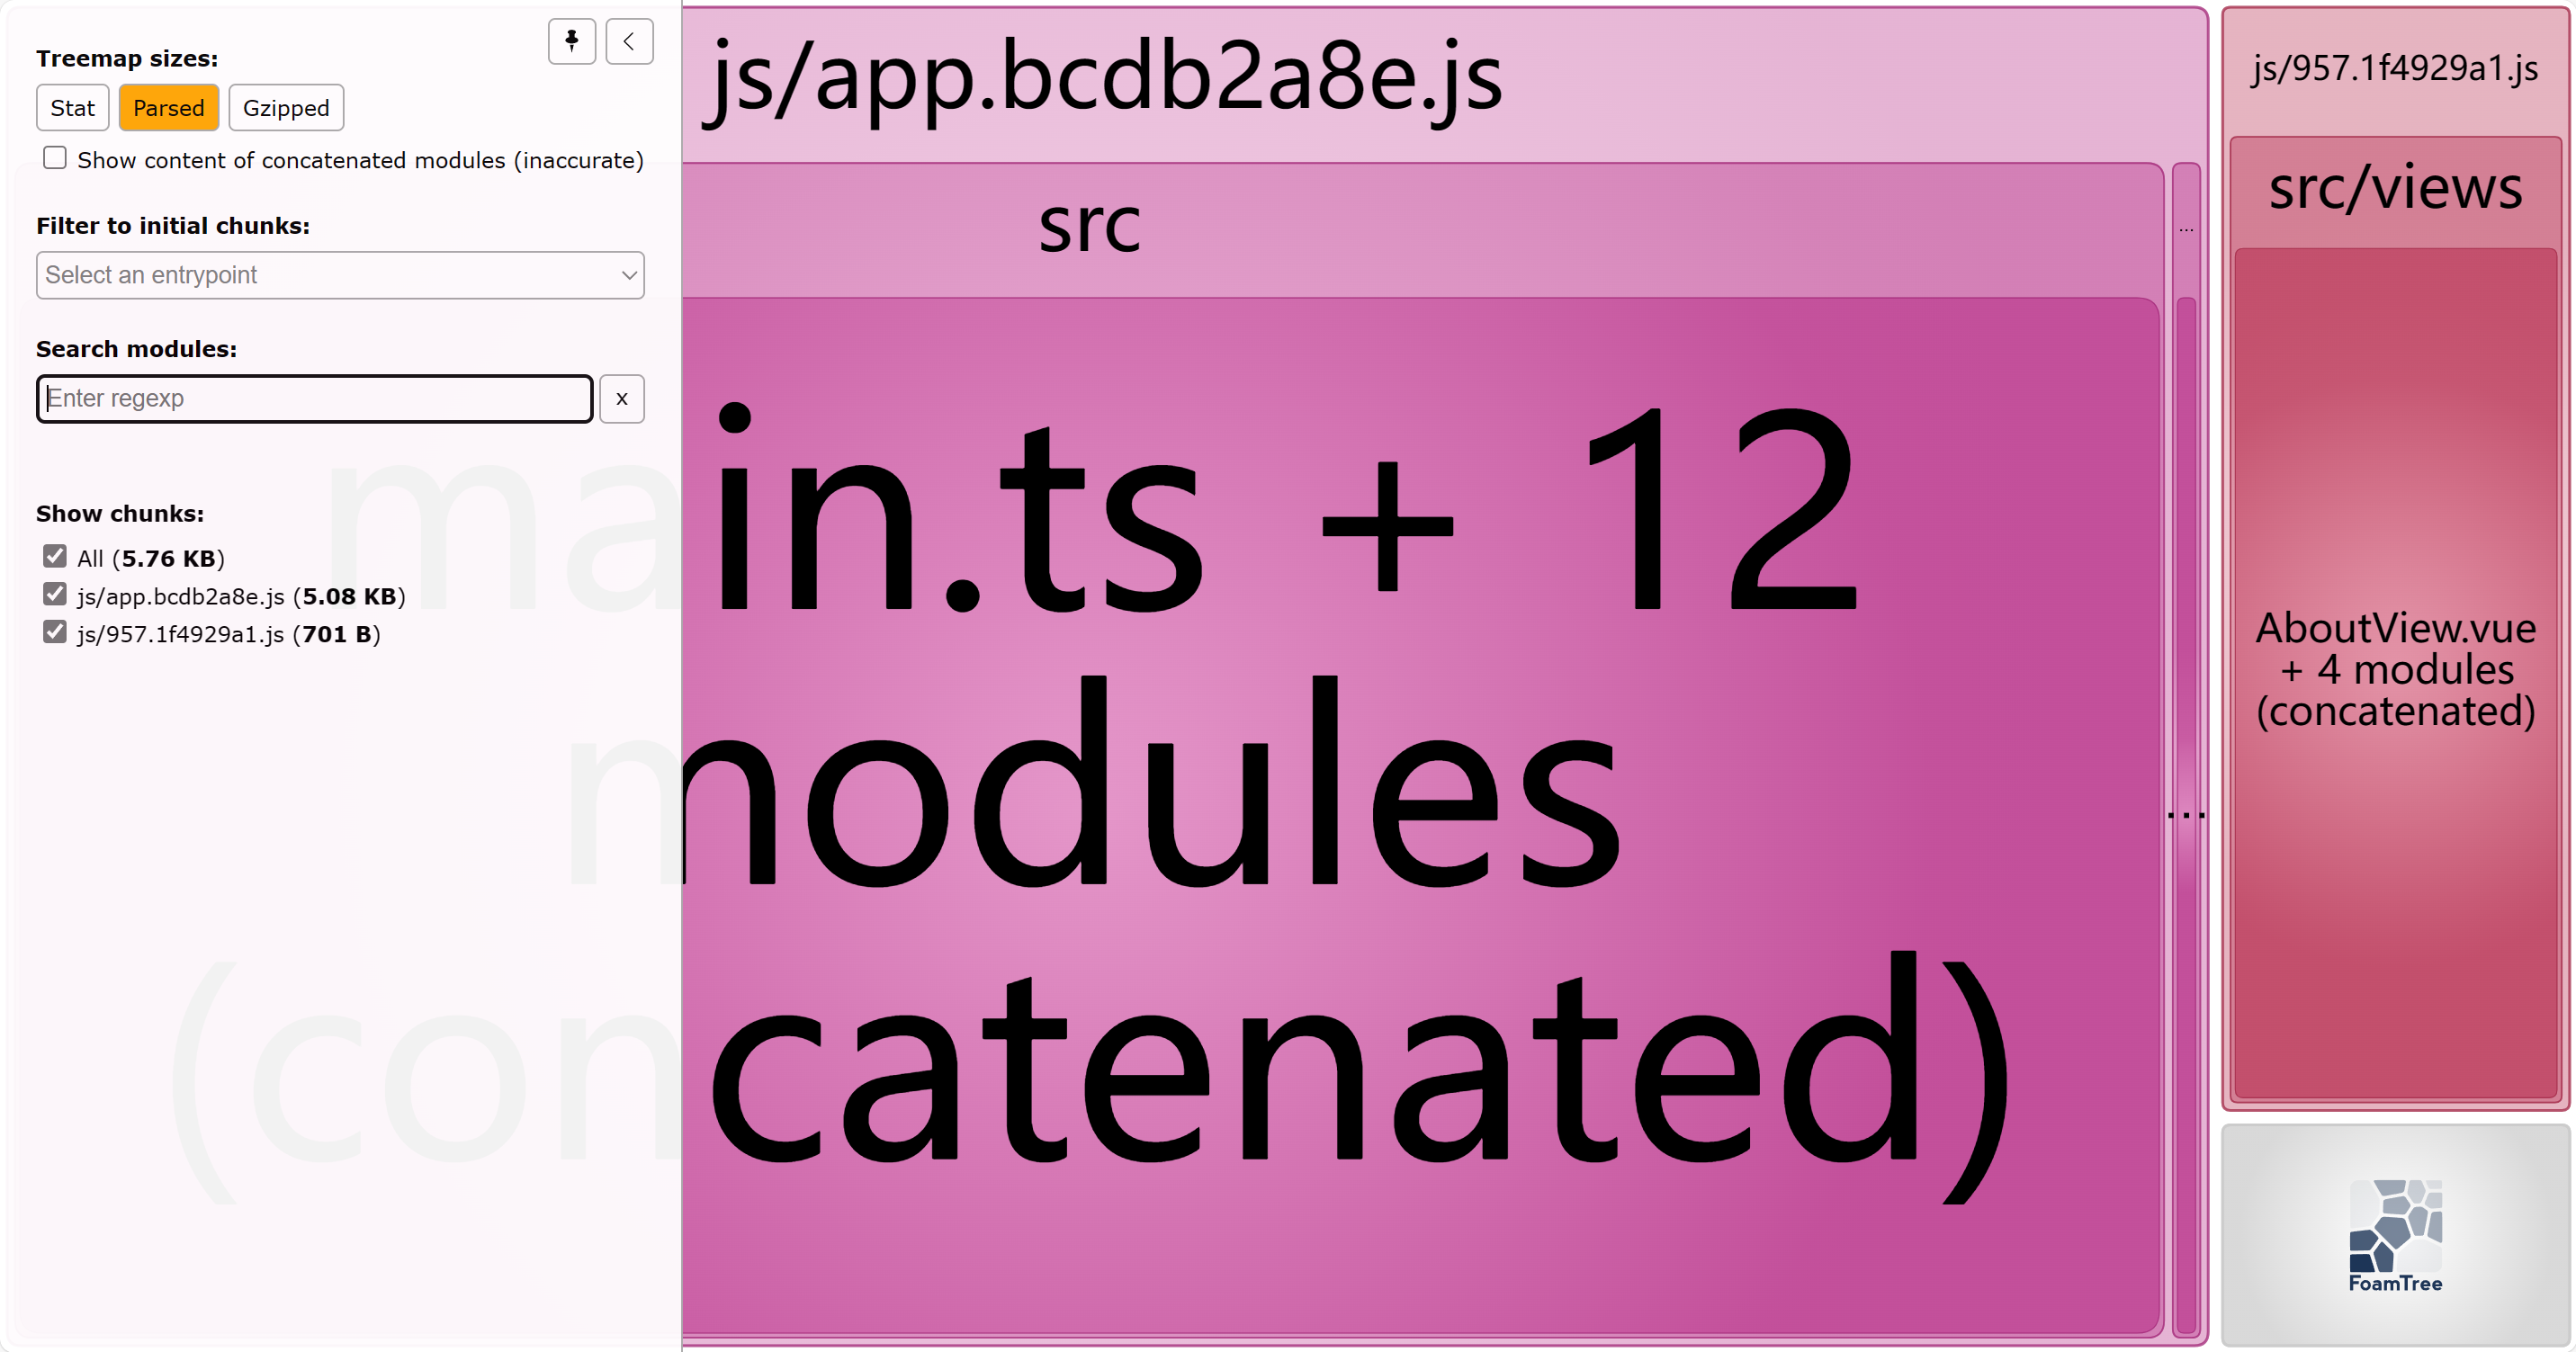 Treemap sizes:
Stat Parsed Gzipped
Show content of concatenated modules (inaccurate)
Filter to initial chunks:
Select an entrypoint
Search modules:
Enter regexp x
Show chunks:
All (5.76 KB)
js/app.bcdb2a8e.js (5.08 KB)
js/957.1f4929a1.js (701 B)
js/app.bcdb2a8e.js
src
...
main.ts + 12
modules
(concatenated)
...
js/957.1f4929a1.js
src/views
AboutView.vue
+ 4 modules
(concatenated)
FoamTree